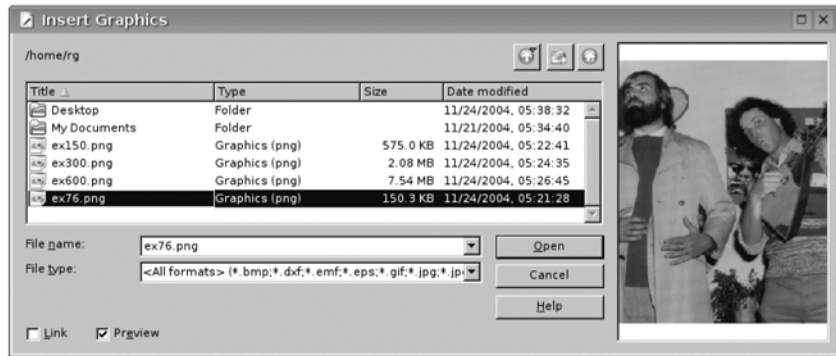 Insert Graphics
/home/rg
Title Type Size Date modified
Desktop Folder 11/24/2004, 05:38:32
My Documents Folder 11/21/2004, 05:34:40
ex150.png Graphics (png) 575.0 KB 11/24/2004, 05:22:41
ex300.png Graphics (png) 2.08 MB 11/24/2004, 05:24:35
ex600.png Graphics (png) 7.54 MB 11/24/2004, 05:26:45
ex76.png Graphics (png) 150.3 KB 11/24/2004, 05:21:28
File name: ex76.png Open
File type: <All formats> (*.bmp;*.dxf;*.emf;*.eps;*.gif;*.jpg;*.jp Cancel
Help
Link Preview